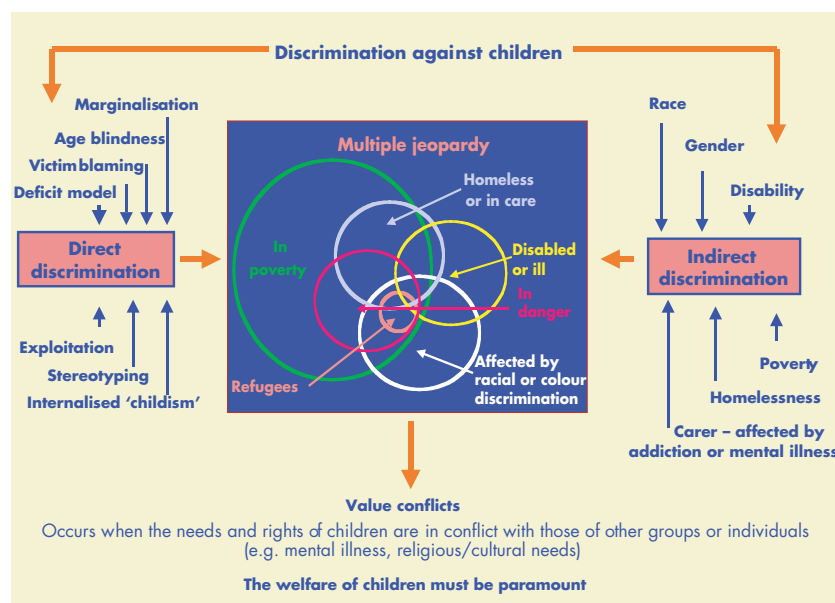 Discrimination against children
Marginalisation
Age blindness
Victimblaming
Deficit model
Direct
discrimination
Exploitation
Stereotyping
Internalised ‘childism’
Multiple jeopardy
Homeless
or in care
In
poverty
Disabled
or ill
In
danger
Refugees
Affected by
racial or colour
discrimination
Race
Gender
Disability
Indirect
discrimination
Poverty
Homelessness
Carer – affected by
addiction or mental illness
Value conflicts
Occurs when the needs and rights of children are in conflict with those of other groups or individuals
(e.g. mental illness, religious/cultural needs)
The welfare of children must be paramount